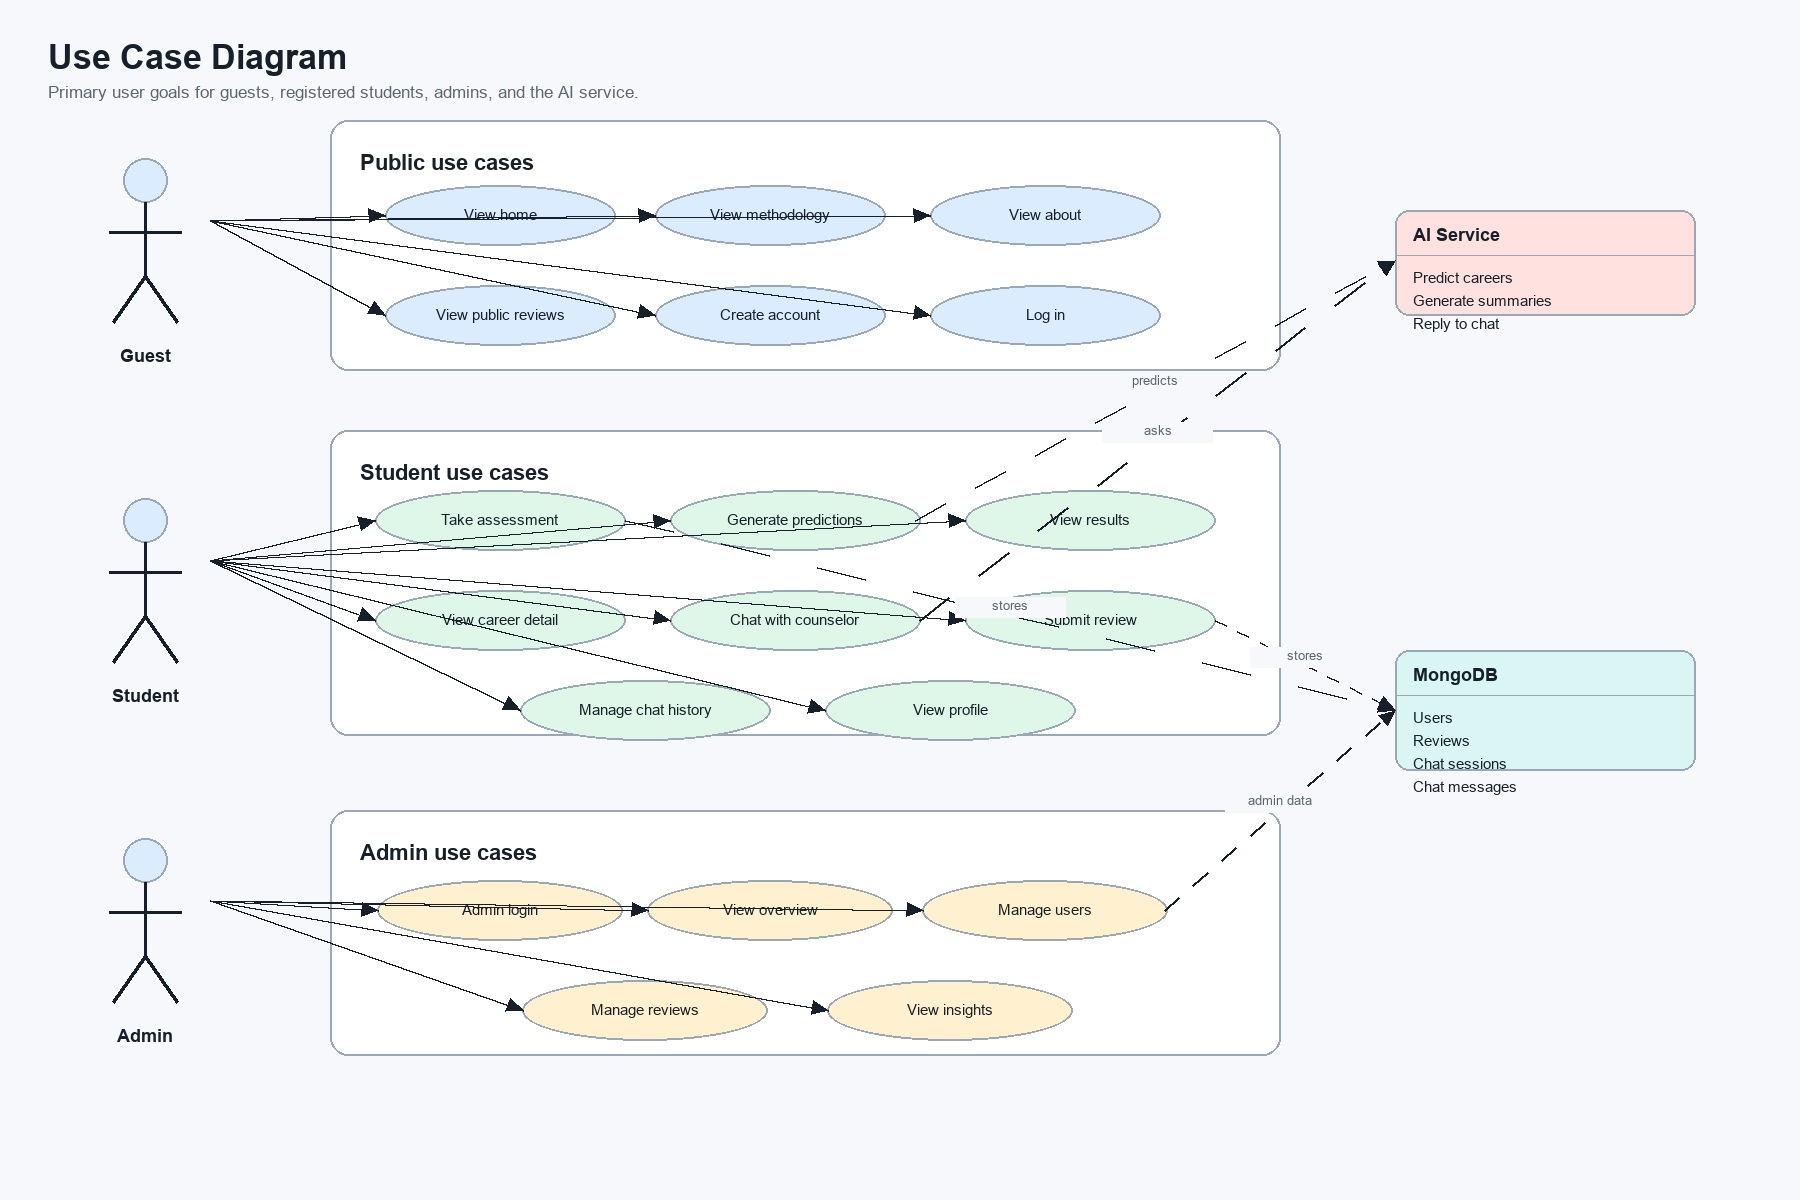 Use Case Diagram
Primary user goals for guests, registered students, admins, and the AI service.
Public use cases
View home
View methodology
View about
View public reviews
Create account
Log in
Guest
AI Service
Predict careers
Generate summaries
Reply to chat
predicts
asks
Student use cases
Take assessment
Generate predictions
View results
View career detail
Chat with counselor
stores
Submit review
stores
Manage chat history
View profile
Student
MongoDB
Users
Reviews
Chat sessions
Chat messages
admin data
Admin use cases
Admin login
View overview
Manage users
Manage reviews
View insights
Admin